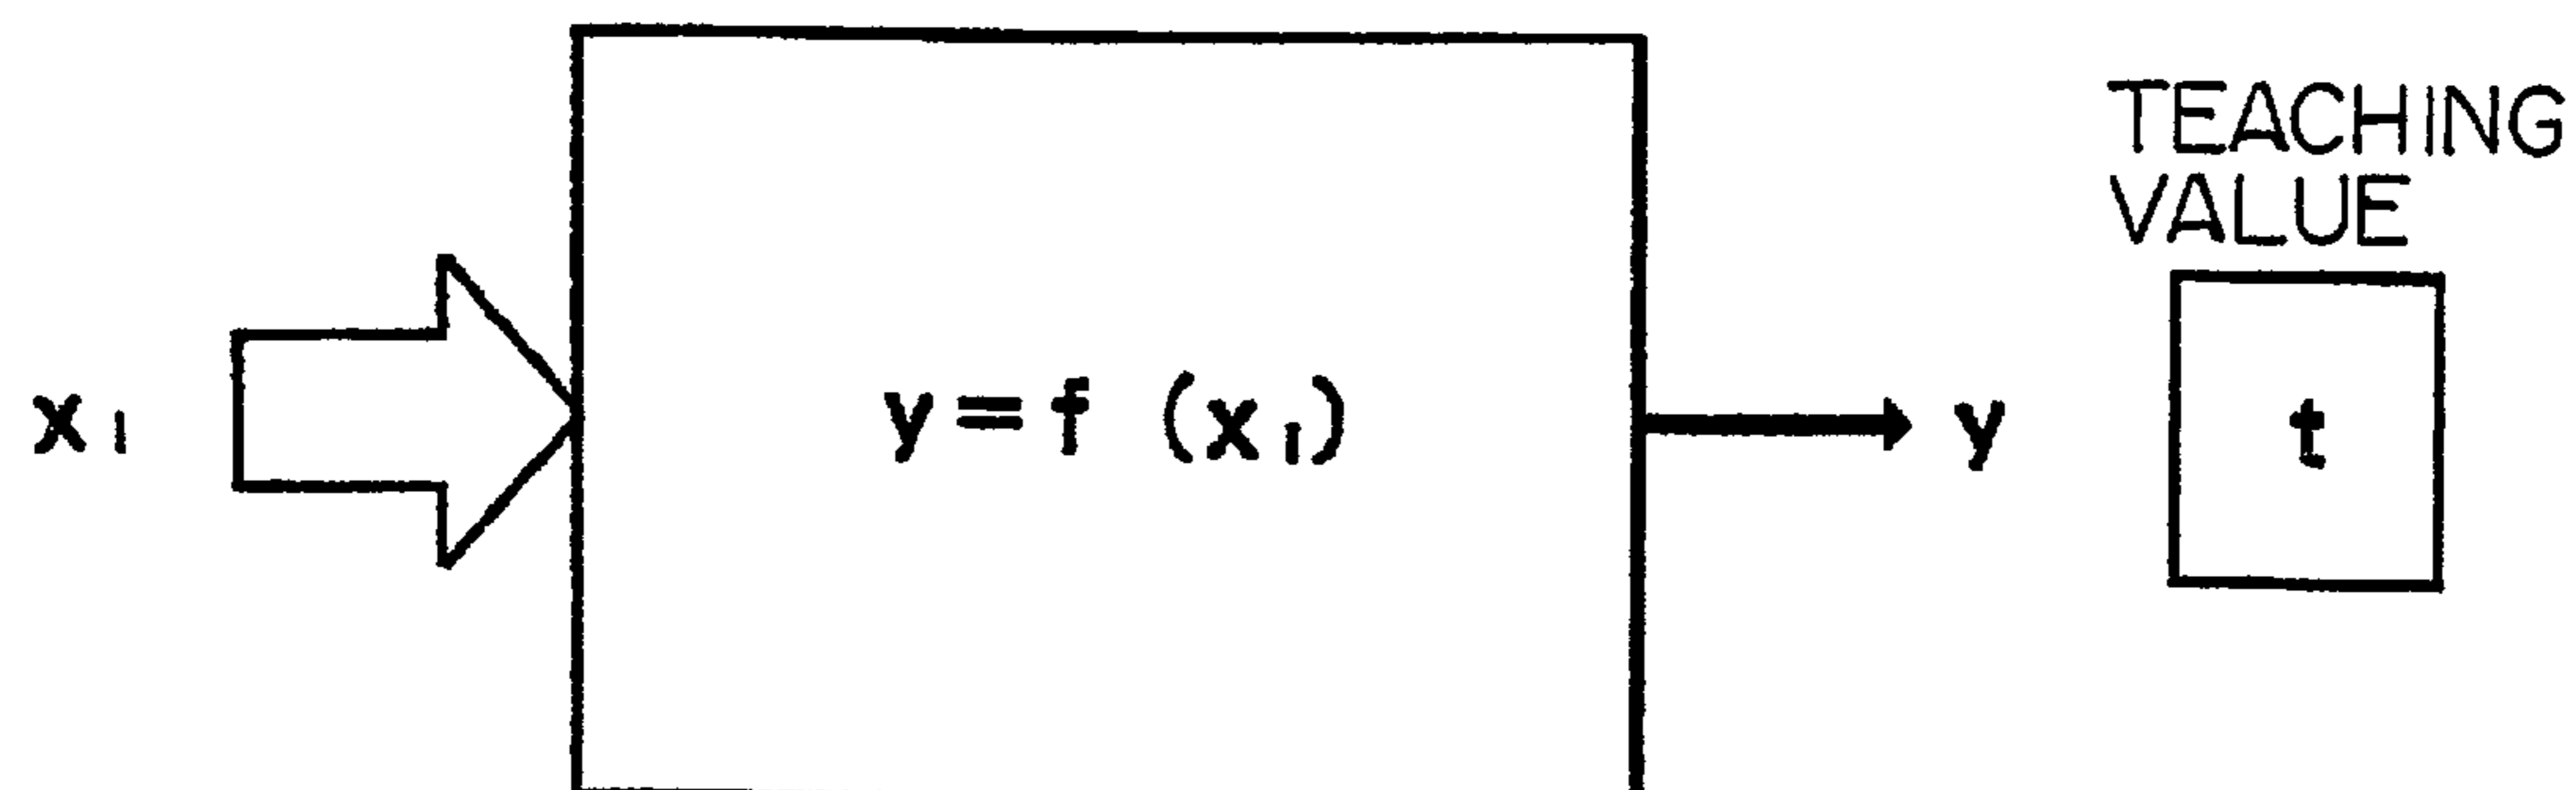 TEACHING
VALUE
x₁
y=f (x₁)
y
t